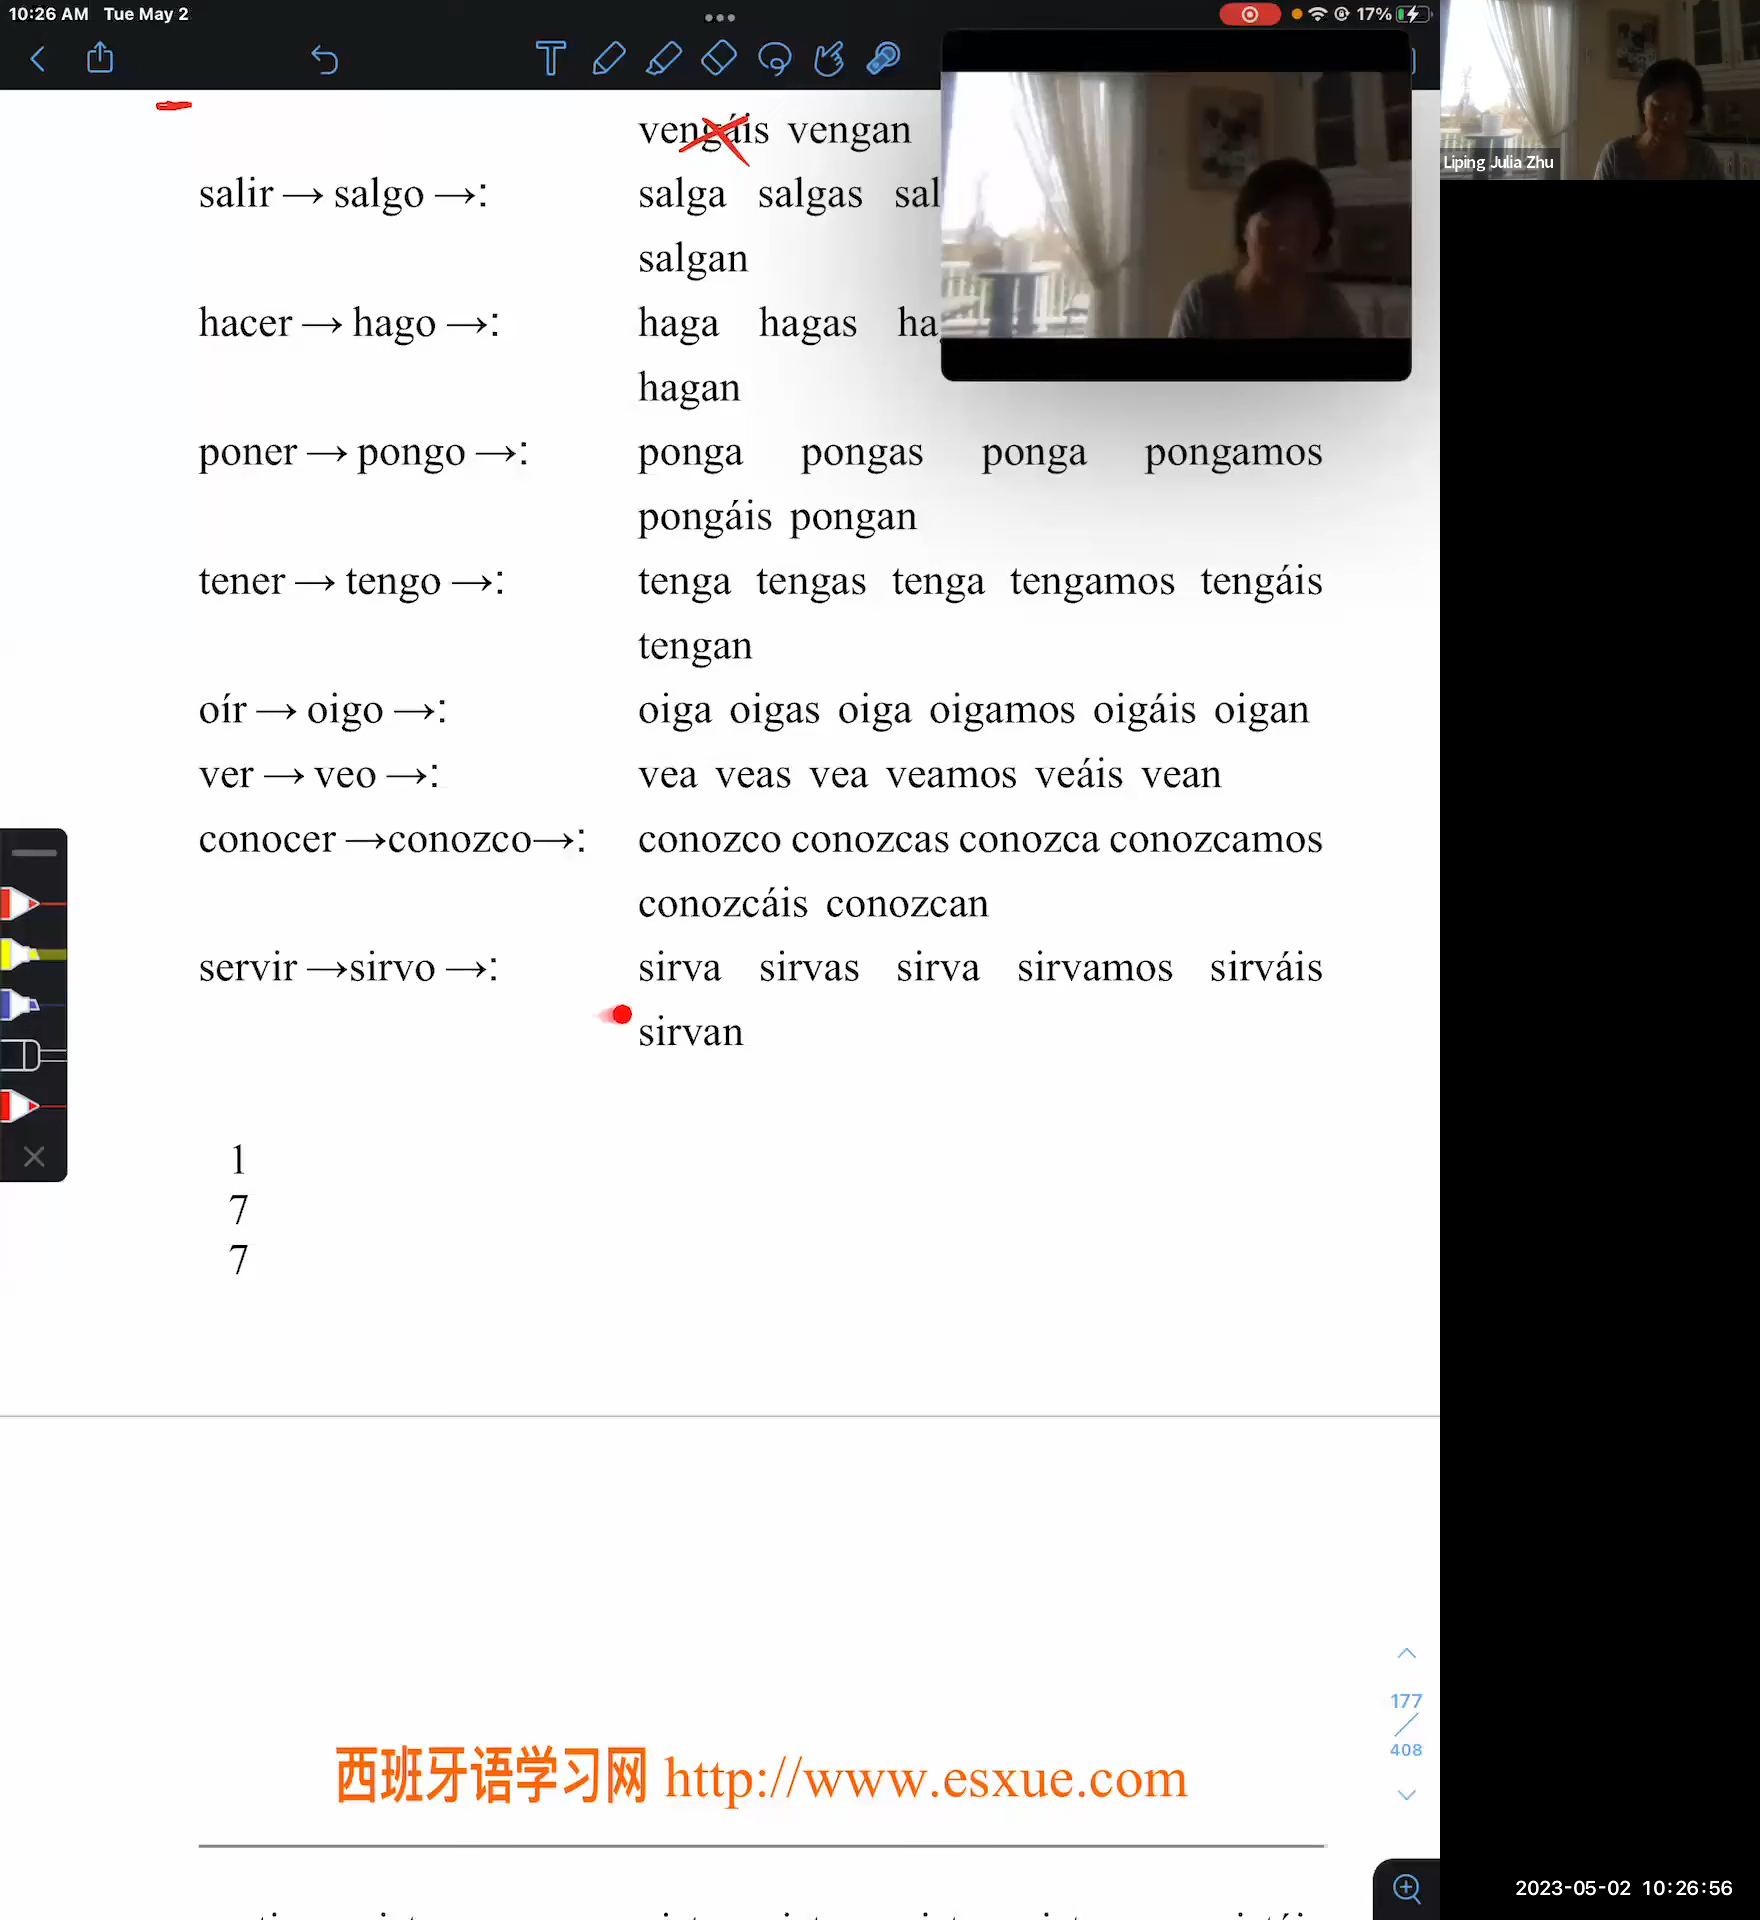 10:26 AM Tue May 2
17%
Liping Julia Zhu
vengáis vengan
salir → salgo →: salga salgas
salgan
hacer → hago →: haga hagas
hagan
poner → pongo →: ponga pongas ponga pongamos
pongáis pongan
tener → tengo →: tenga tengas tenga tengamos tengáis
tengan
oír → oigo →: oiga oigas oiga oigamos oigáis oigan
ver → veo →: vea veas vea veamos veáis vean
conocer →conozco→: conozco conozcas conozca conozcamos
conozcáis conozcan
servir →sirvo →: sirva sirvas sirva sirvamos sirváis
sirvan
1
7
7
177
408
西班牙语学习网 http://www.esxue.com
2023-05-02 10:26:56